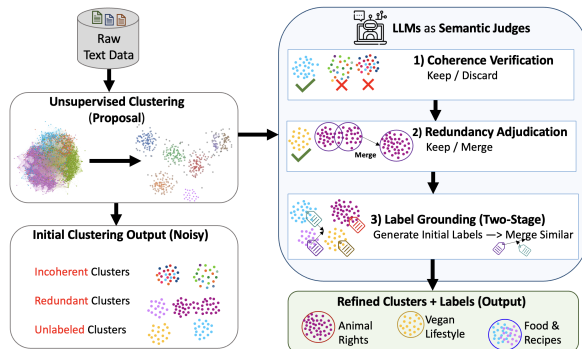 Raw
Text Data
Unsupervised Clustering
(Proposal)
Initial Clustering Output (Noisy)
Incoherent Clusters
Redundant Clusters
Unlabeled Clusters
LLMs as Semantic Judges
1) Coherence Verification
Keep / Discard
2) Redundancy Adjudication
Keep / Merge
Merge
3) Label Grounding (Two-Stage)
Generate Initial Labels —> Merge Similar
Refined Clusters + Labels (Output)
Animal
Rights
Vegan
Lifestyle
Food &
Recipes